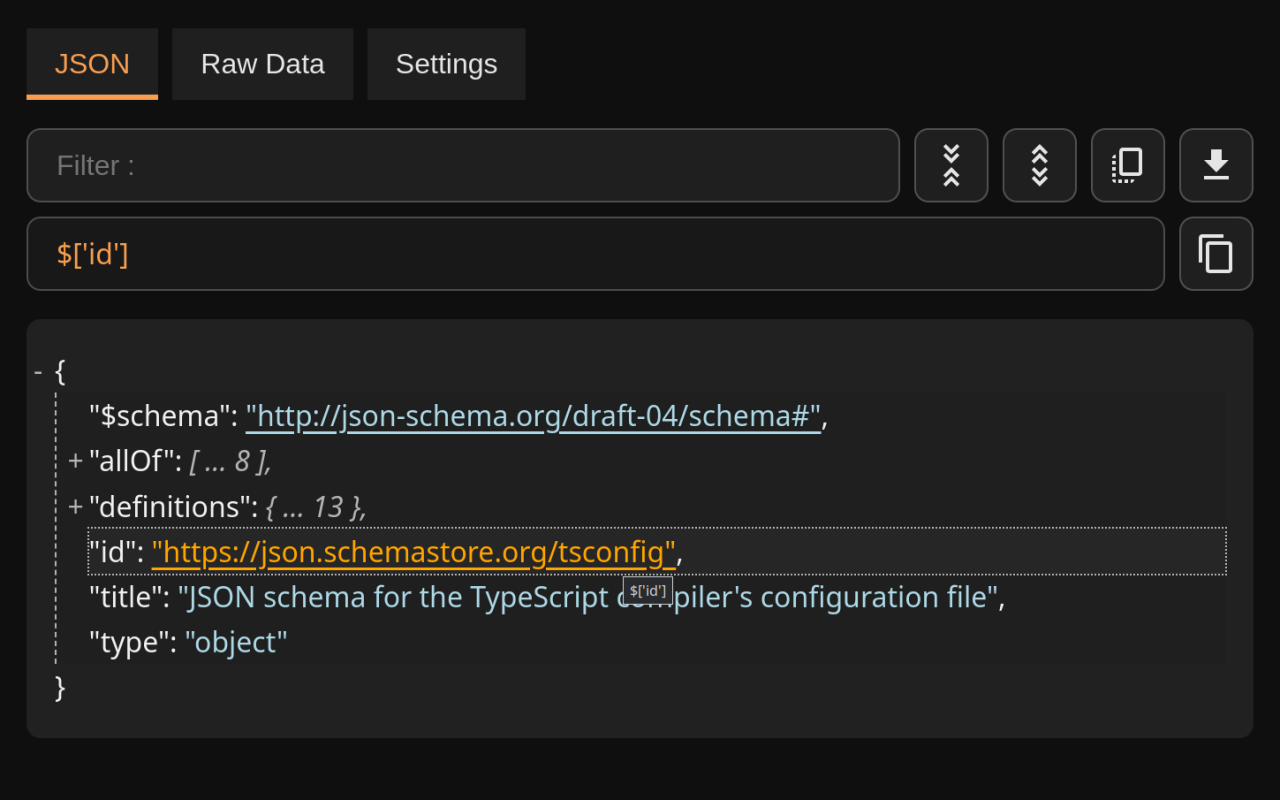 JSON Raw Data Settings
Filter :
$['id']
- {
"$schema": "http://json-schema.org/draft-04/schema#",
+ "allOf": [ ... 8 ],
+ "definitions": { ... 13 },
"id": "https://json.schemastore.org/tsconfig",
$['id']
"title": "JSON schema for the TypeScript compiler's configuration file",
"type": "object"
}